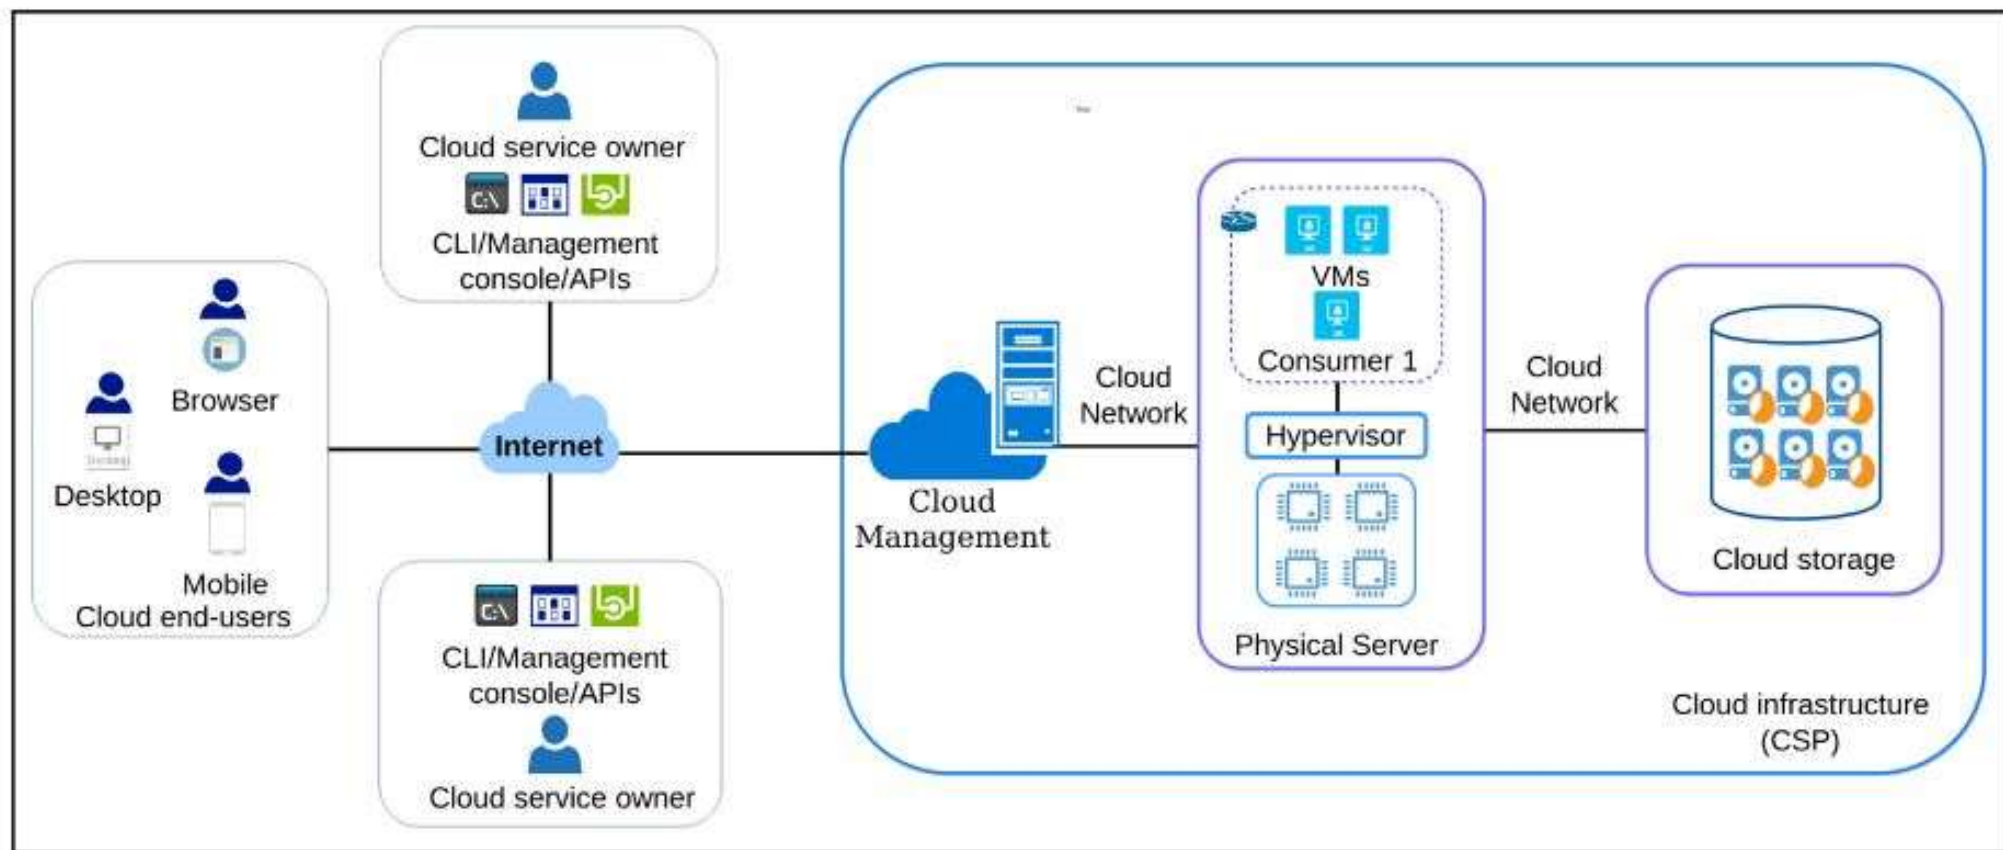 Cloud service owner
C:\
CLI/Management
console/APIs
Browser
Desktop
Mobile
Cloud end-users
Internet
C:\
CLI/Management
console/APIs
Cloud service owner
Cloud
Management
Cloud
Network
VMs
Consumer 1
Hypervisor
Physical Server
Cloud
Network
Cloud storage
Cloud infrastructure
(CSP)